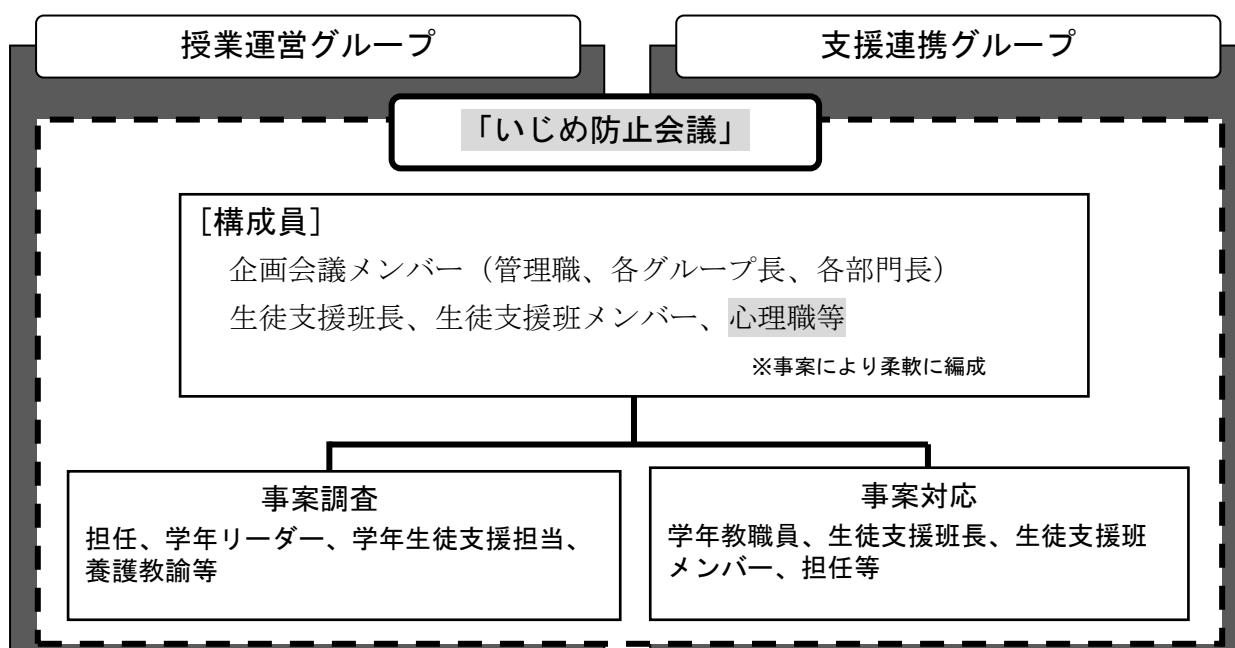 授業運営グループ
支援連携グループ
「いじめ防止会議」
［構成員］
企画会議メンバー（管理職、各グループ長、各部門長）
生徒支援班長、生徒支援班メンバー、心理職等
※事案により柔軟に編成
事案調査
担任、学年リーダー、学年生徒支援担当、
養護教諭等
事案対応
学年教職員、生徒支援班長、生徒支援班
メンバー、担任等